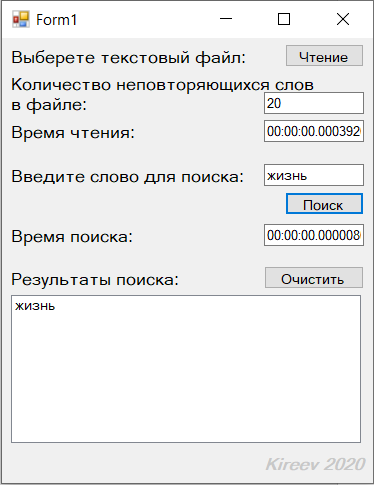 Form1
Выберете текстовый файл: Чтение
Количество неповторяющихся слов
в файле: 20
Время чтения: 00:00:00.000392
Введите слово для поиска: жизнь
Поиск
Время поиска: 00:00:00.000008
Результаты поиска: Очистить
жизнь
Kireev 2020